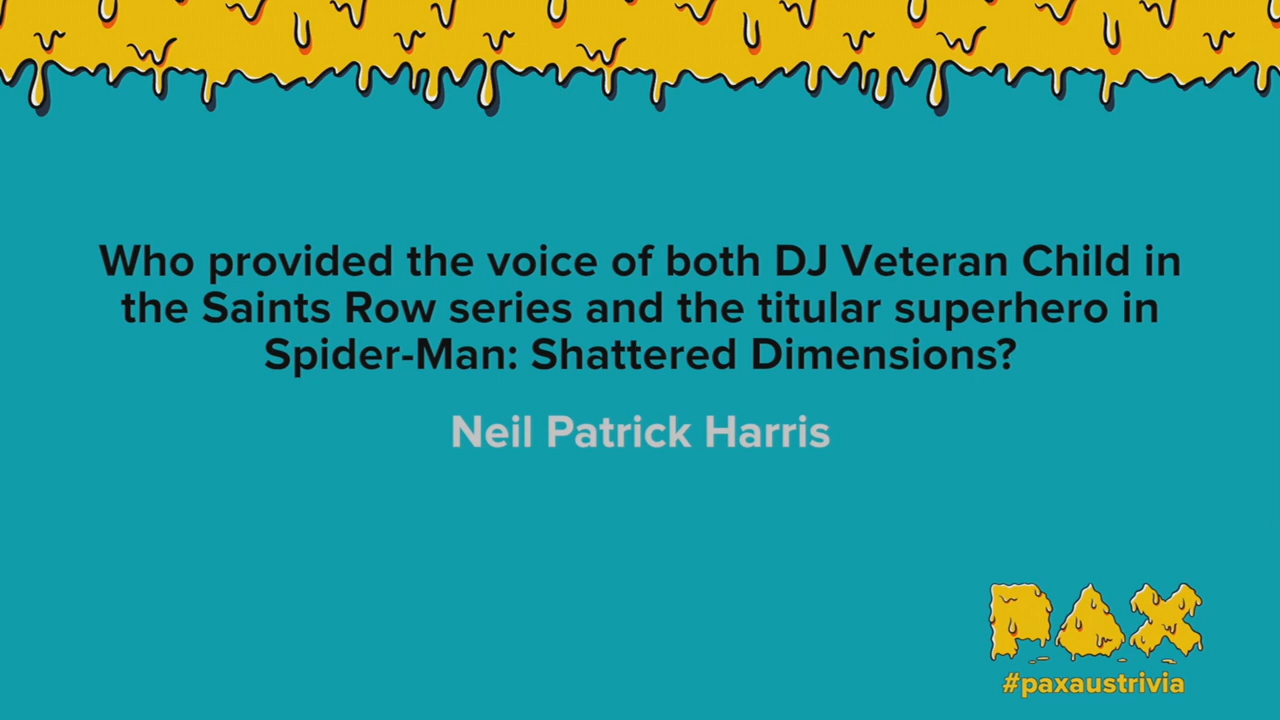 Who provided the voice of both DJ Veteran Child in
the Saints Row series and the titular superhero in
Spider-Man: Shattered Dimensions?
Neil Patrick Harris
PAX
#paxaustrivia